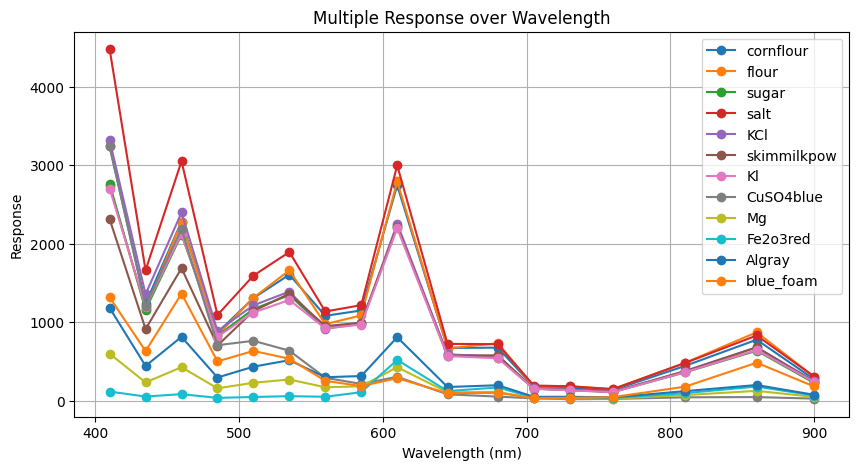 Multiple Response over Wavelength
Response
4000
3000
2000
1000
0
400
500
600
700
800
900
Wavelength (nm)
cornflour
flour
sugar
salt
KCl
skimmilkpow
KI
CuSO4blue
Mg
Fe2o3red
Algray
blue_foam